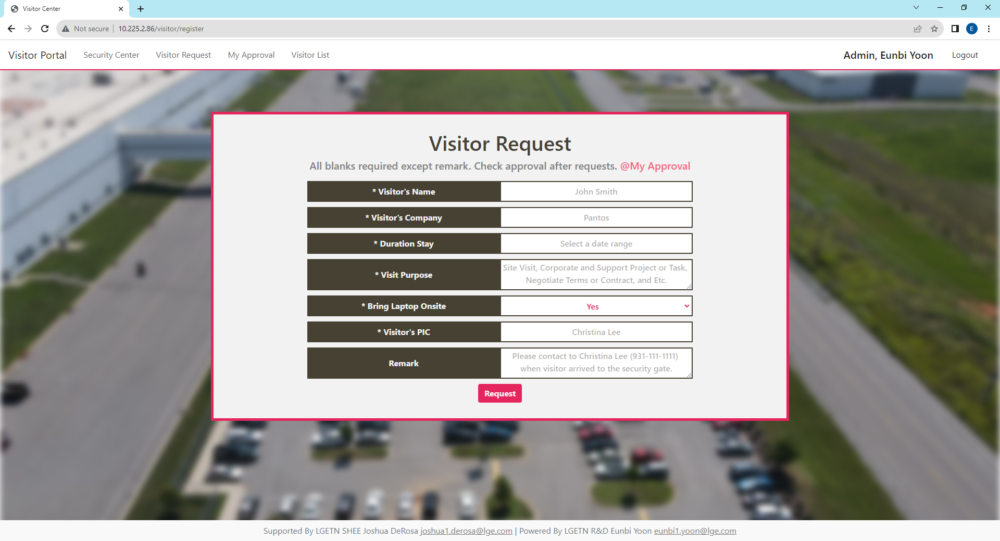 Visitor Center
Not secure 10.225.2.86/visitor/register
E
Visitor Portal Security Center Visitor Request My Approval Visitor List Admin, Eunbi Yoon Logout
Visitor Request
All blanks required except remark. Check approval after requests. @My Approval
* Visitor's Name John Smith
* Visitor's Company Pantos
* Duration Stay Select a date range
* Visit Purpose Site Visit, Corporate and Support Project or Task,
Negotiate Terms or Contract, and Etc.
* Bring Laptop Onsite Yes
* Visitor's PIC Christina Lee
Remark Please contact to Christina Lee (931-111-1111)
when visitor arrived to the security gate.
Request
Supported By LGETN SHEE Joshua DeRosa joshua1.derosa@lge.com | Powered By LGETN R&D Eunbi Yoon eunbi1.yoon@lge.com